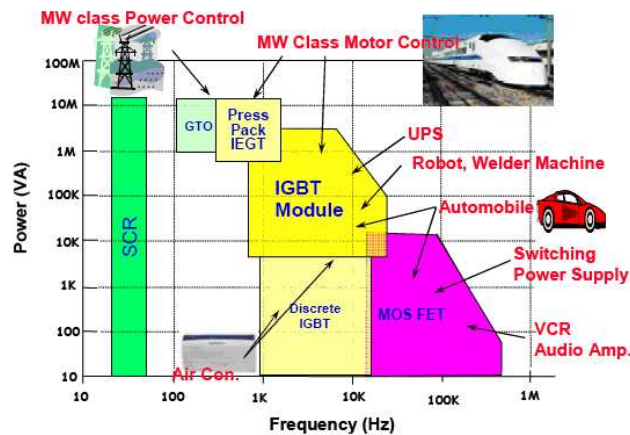 MW class Power Control
MW Class Motor Control
100M
10M
1M
100K
10K
1K
100
10
Power (VA)
SCR
GTO
Press
Pack
IEGT
IGBT
Module
Discrete
IGBT
MOS FET
UPS
Robot, Welder Machine
Automobile
Switching
Power Supply
VCR
Audio Amp.
Air Con.
10
100
1K
10K
100K
1M
Frequency (Hz)